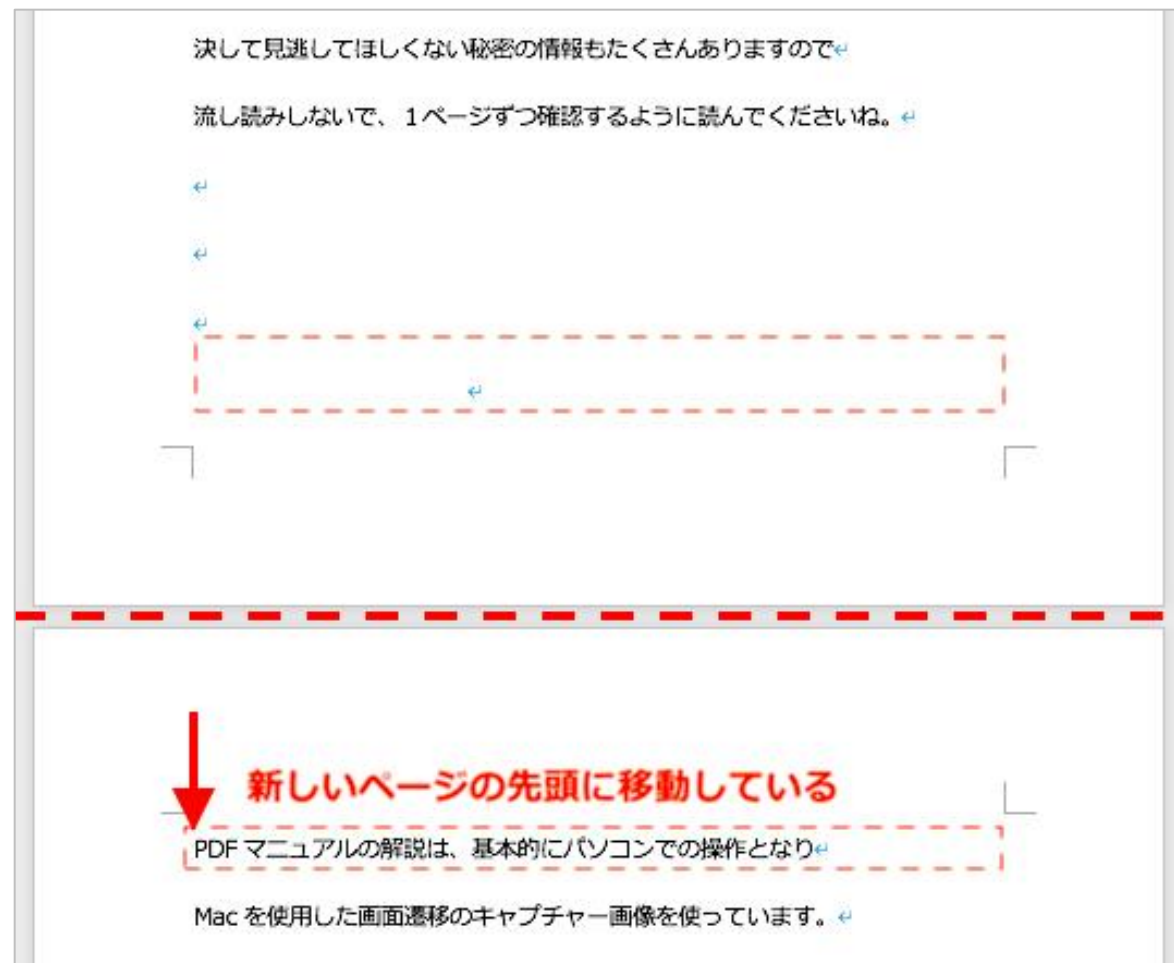 決して見逃してほしくない秘密の情報もたくさんありますので↵
流し読みしないで、１ページずつ確認するように読んでくださいね。↵
↵
↵
↵
↵
新しいページの先頭に移動している
PDF マニュアルの解説は、基本的にパソコンでの操作となり↵
Mac を使用した画面遷移のキャプチャー画像を使っています。↵